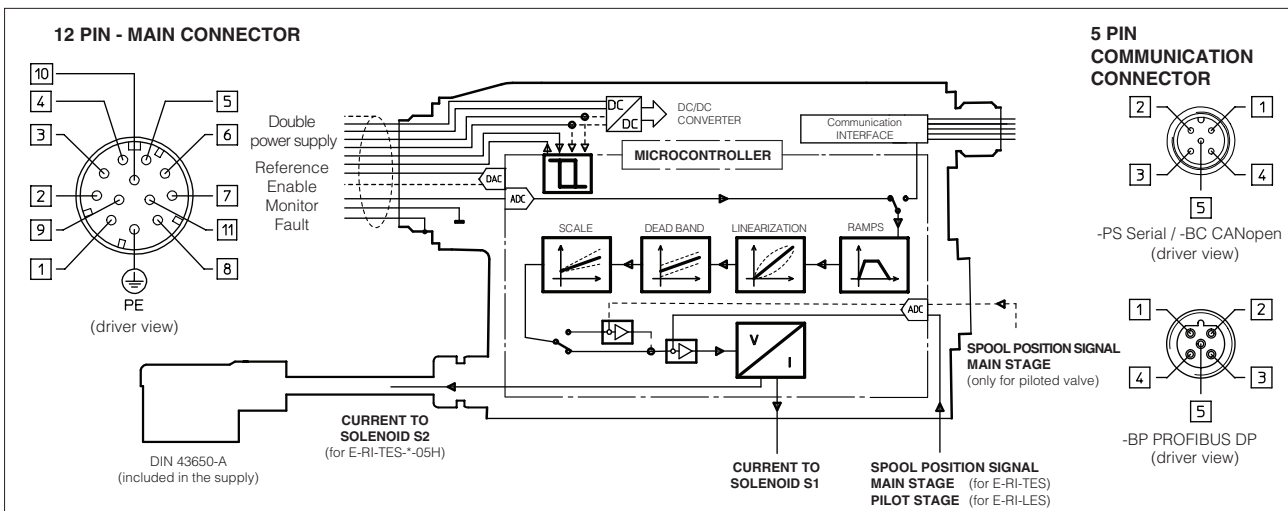 12 PIN - MAIN CONNECTOR
10
4
5
3
6
2
7
9
11
1
8
PE
(driver view)
Double
power supply
Reference
Enable
Monitor
Fault
DC
DC
DC/DC
CONVERTER
Communication
INTERFACE
MICROCONTROLLER
DAC
ADC
SCALE
DEAD BAND
LINEARIZATION
RAMPS
ADC
V
I
SPOOL POSITION SIGNAL
MAIN STAGE
(only for piloted valve)
DIN 43650-A
(included in the supply)
CURRENT TO
SOLENOID S2
(for E-RI-TES-*-05H)
CURRENT TO
SOLENOID S1
SPOOL POSITION SIGNAL
MAIN STAGE (for E-RI-TES)
PILOT STAGE (for E-RI-LES)
5 PIN
COMMUNICATION
CONNECTOR
2
1
3
4
5
-PS Serial / -BC CANopen
(driver view)
1
2
4
3
5
-BP PROFIBUS DP
(driver view)